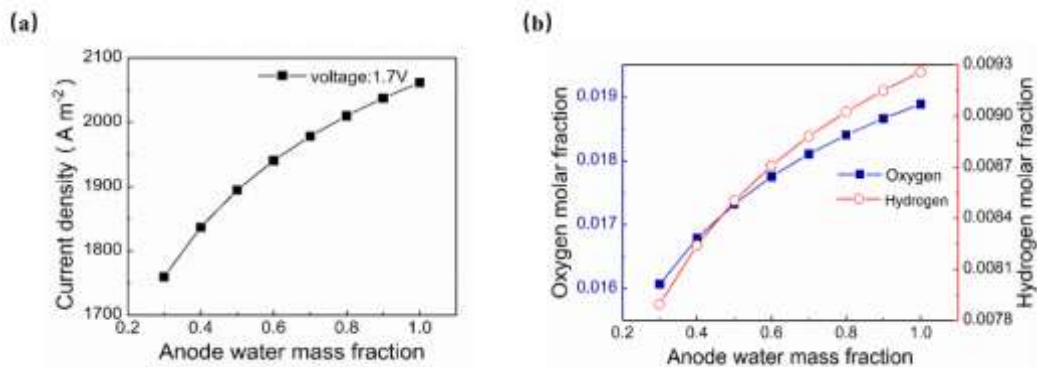 (a)
Current density ( A m⁻²)
2100
2000
1900
1800
1700
voltage:1.7V
0.2 0.4 0.6 0.8 1.0
Anode water mass fraction
(b)
Oxygen molar fraction
0.019
0.018
0.017
0.016
Oxygen
Hydrogen
0.0093
0.0090
0.0087
0.0084
0.0081
0.0078
Hydrogen molar fraction
0.2 0.4 0.6 0.8 1.0
Anode water mass fraction